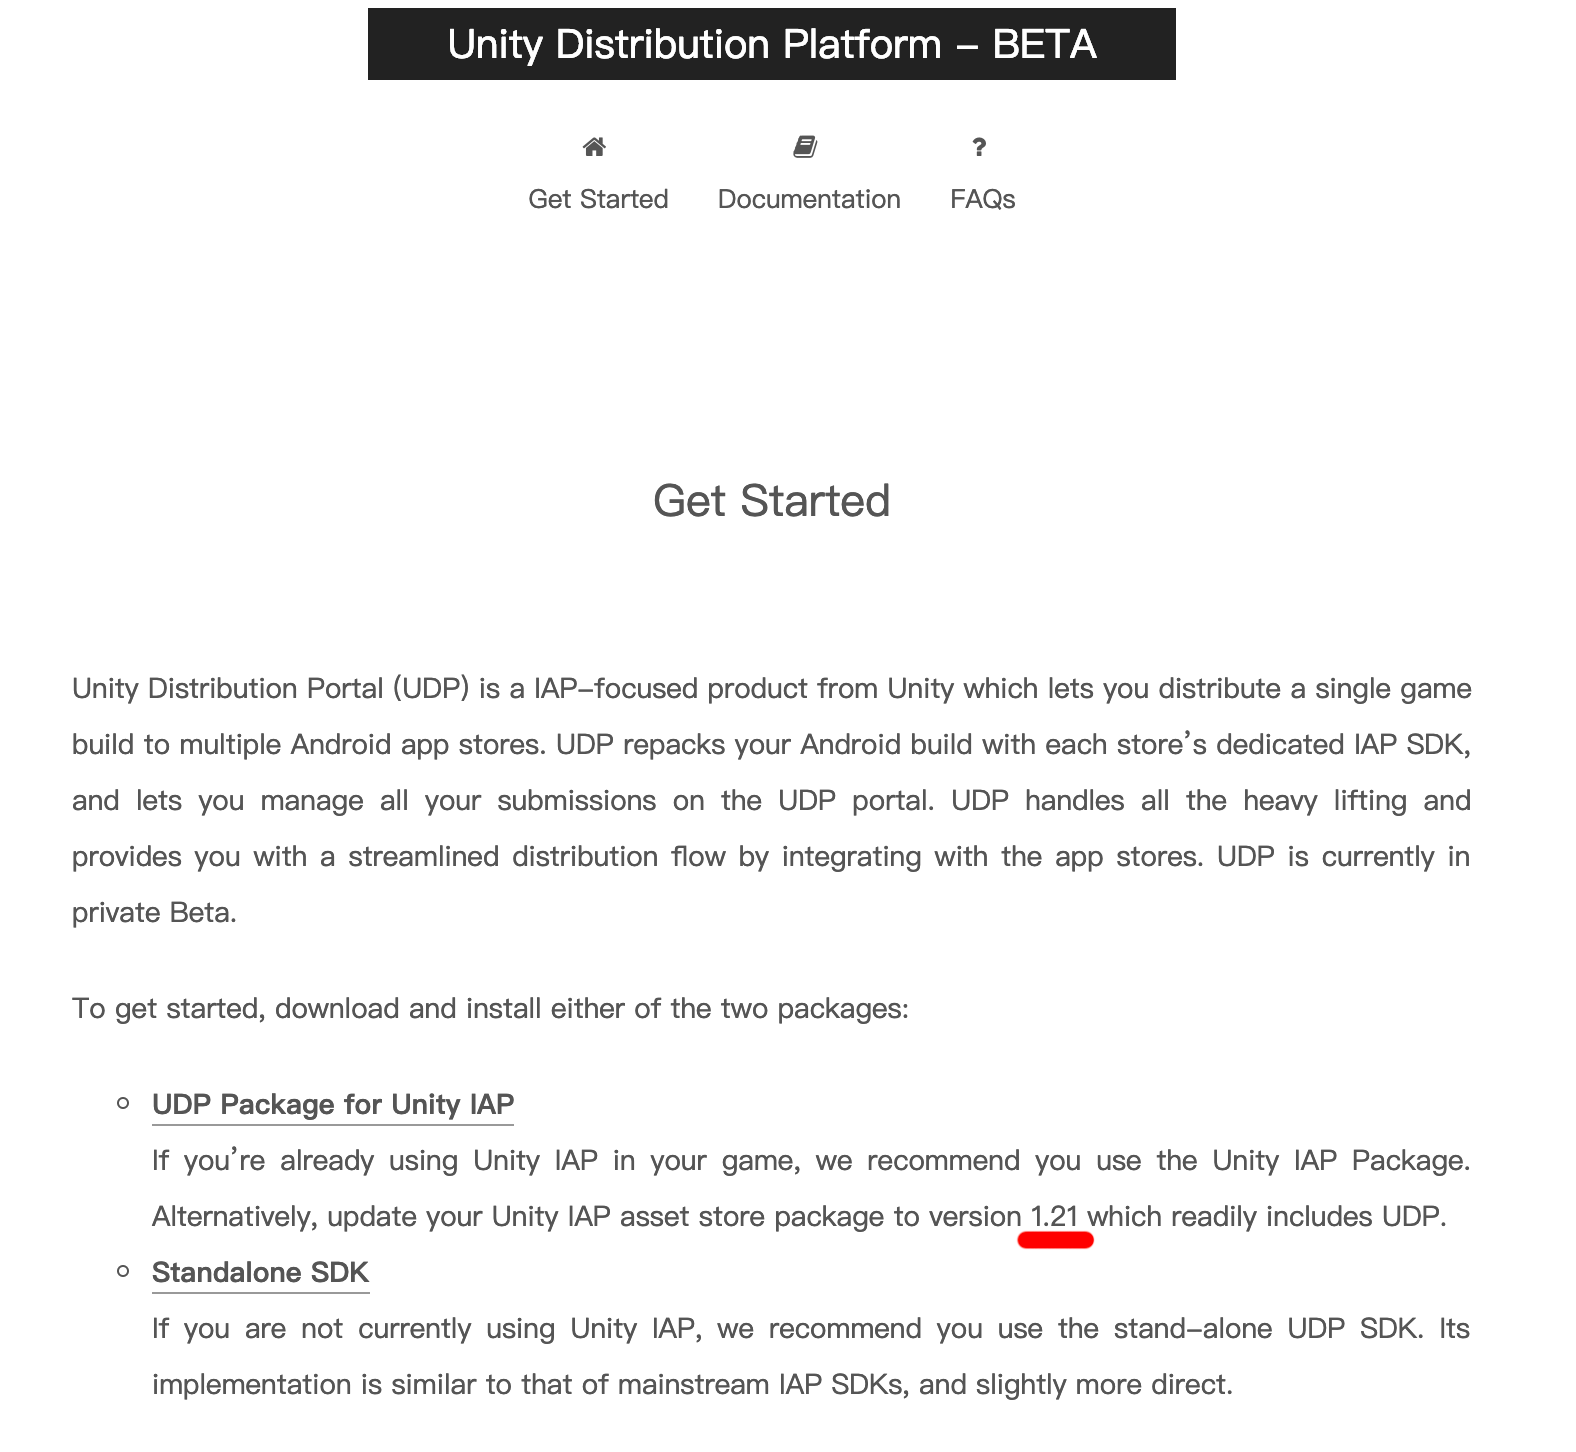 Unity Distribution Platform – BETA
Get Started
Documentation
FAQs
Get Started
Unity Distribution Portal (UDP) is a IAP–focused product from Unity which lets you distribute a single game
build to multiple Android app stores. UDP repacks your Android build with each store’s dedicated IAP SDK,
and lets you manage all your submissions on the UDP portal. UDP handles all the heavy lifting and
provides you with a streamlined distribution flow by integrating with the app stores. UDP is currently in
private Beta.
To get started, download and install either of the two packages:
UDP Package for Unity IAP
If you’re already using Unity IAP in your game, we recommend you use the Unity IAP Package.
Alternatively, update your Unity IAP asset store package to version 1.21 which readily includes UDP.
Standalone SDK
If you are not currently using Unity IAP, we recommend you use the stand–alone UDP SDK. Its
implementation is similar to that of mainstream IAP SDKs, and slightly more direct.